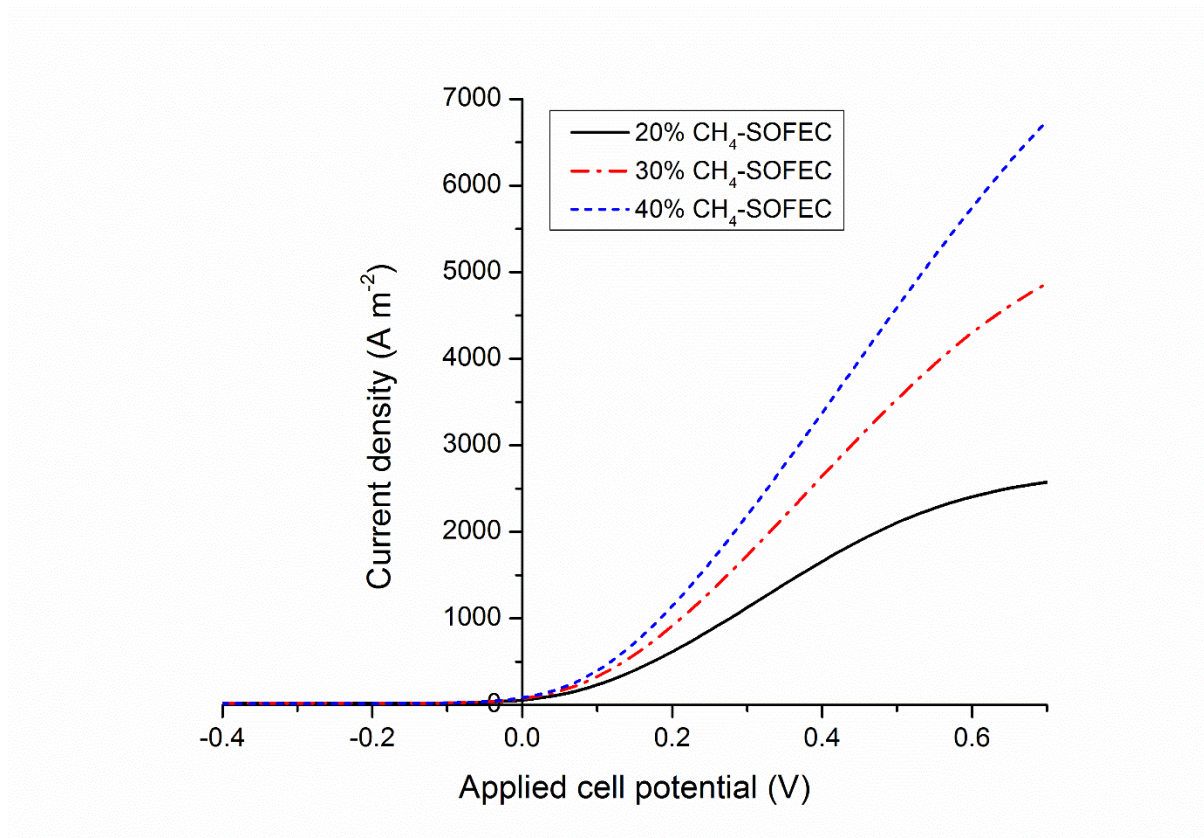 7000
6000
5000
4000
3000
2000
1000
0
Current density (A m⁻²)
20% CH₄-SOFEC
30% CH₄-SOFEC
40% CH₄-SOFEC
-0.4 -0.2 0.0 0.2 0.4 0.6
Applied cell potential (V)